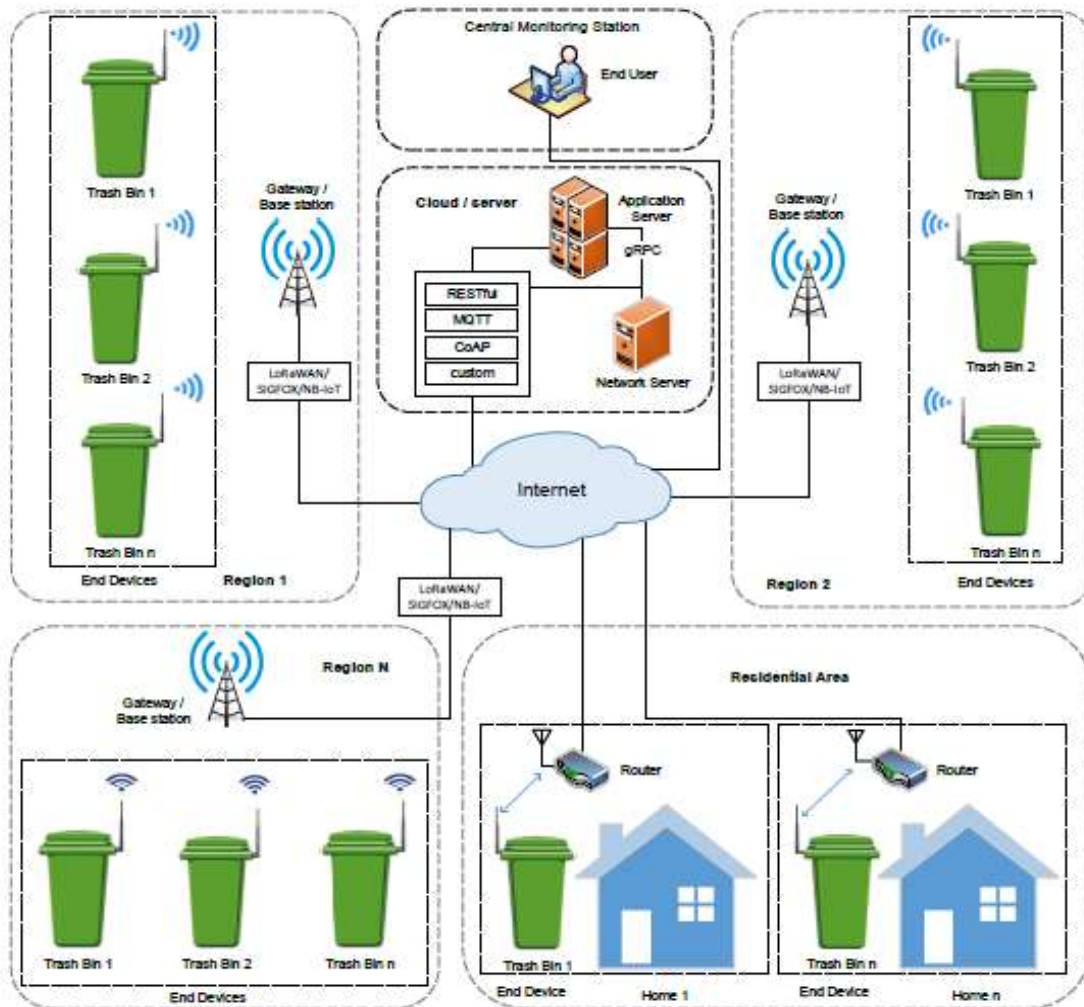 Central Monitoring Station
End User
Trash Bin 1
Gateway /
Base station
Trash Bin 2
LoRaWAN/
SIGFOX/NB-IoT
Trash Bin n
End Devices
Region 1
Cloud / server
Application
Server
gRPC
RESTful
MQTT
CoAP
custom
Network Server
Trash Bin 1
Gateway /
Base station
Trash Bin 2
LoRaWAN/
SIGFOX/NB-IoT
Trash Bin n
Region 2
End Devices
Internet
LoRaWAN/
SIGFOX/NB-IoT
Region N
Gateway /
Base station
Trash Bin 1
Trash Bin 2
Trash Bin n
End Devices
Residential Area
Router
Trash Bin 1
End Device
Home 1
Router
Trash Bin n
End Device
Home n